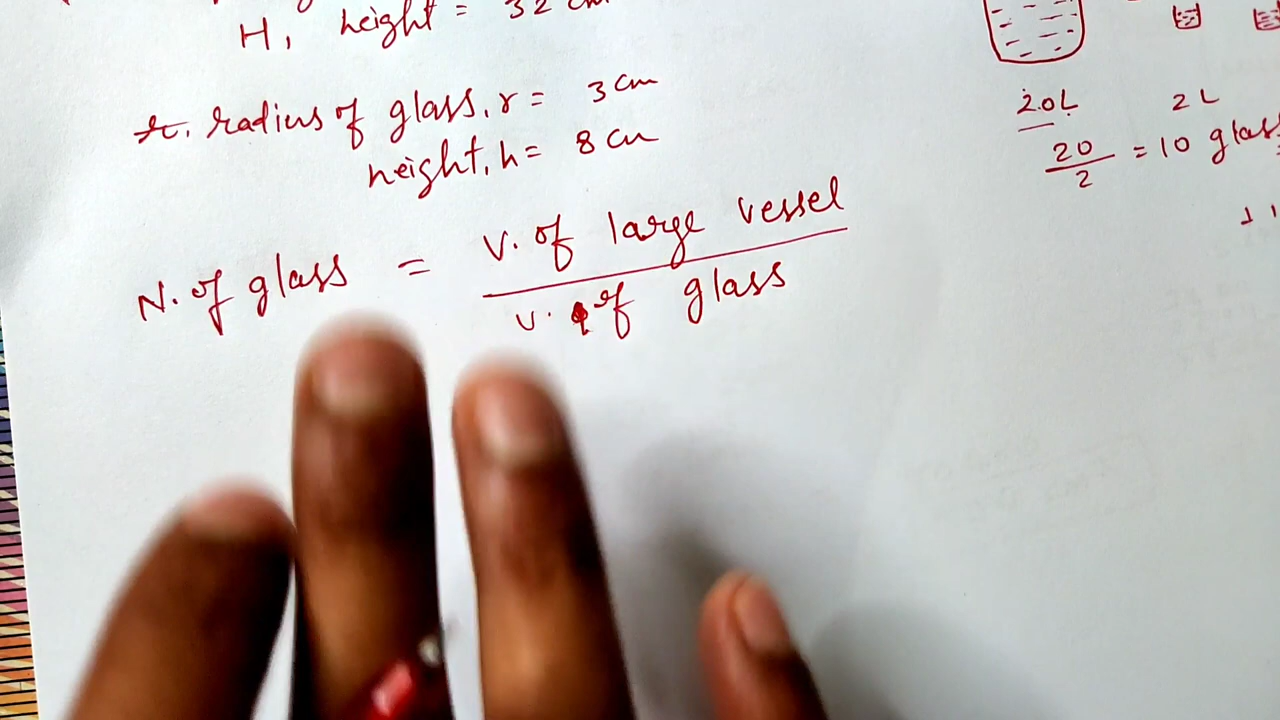 H, height = 32 cm
r. radius of glass, r = 3 cm
height, h = 8 cm
N. of glass = V. of large vessel
v. of glass
20L 2L
20
2
= 10 glass